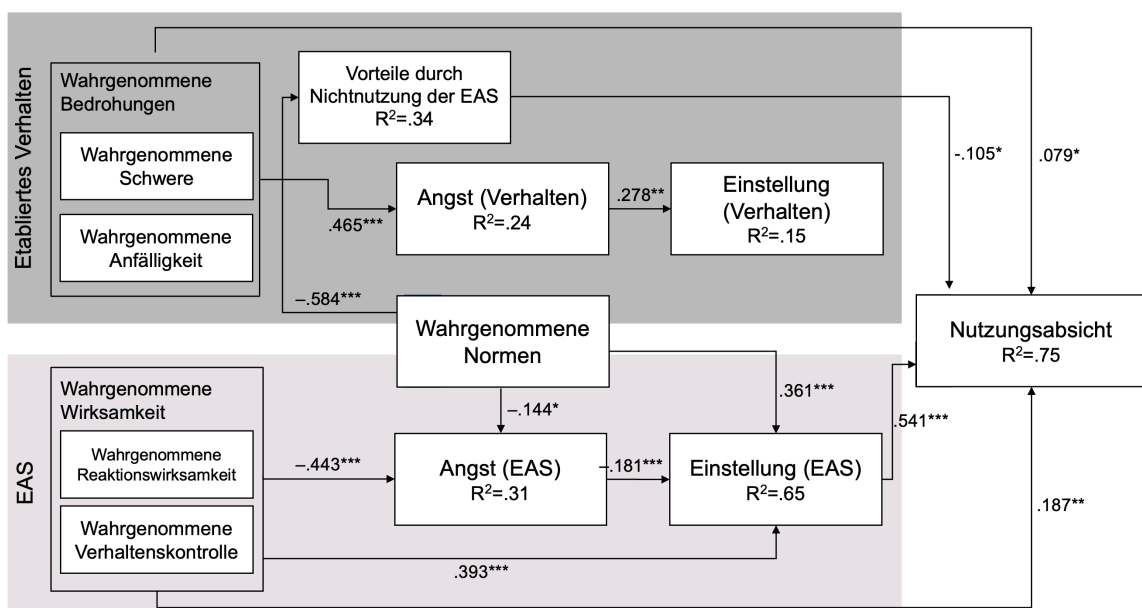 Etabliertes Verhalten
Wahrgenommene
Bedrohungen
Wahrgenommene
Schwere
Wahrgenommene
Anfälligkeit
Vorteile durch
Nichtnutzung der EAS
R²=.34
.465***
Angst (Verhalten)
R²=.24
.278**
Einstellung
(Verhalten)
R²=.15
-.105*
.079*
–.584***
Wahrgenommene
Normen
Nutzungsabsicht
R²=.75
EAS
Wahrgenommene
Wirksamkeit
Wahrgenommene
Reaktionswirksamkeit
Wahrgenommene
Verhaltenskontrolle
–.443***
–.144*
Angst (EAS)
R²=.31
–.181***
.361***
Einstellung (EAS)
R²=.65
.541***
.393***
.187**